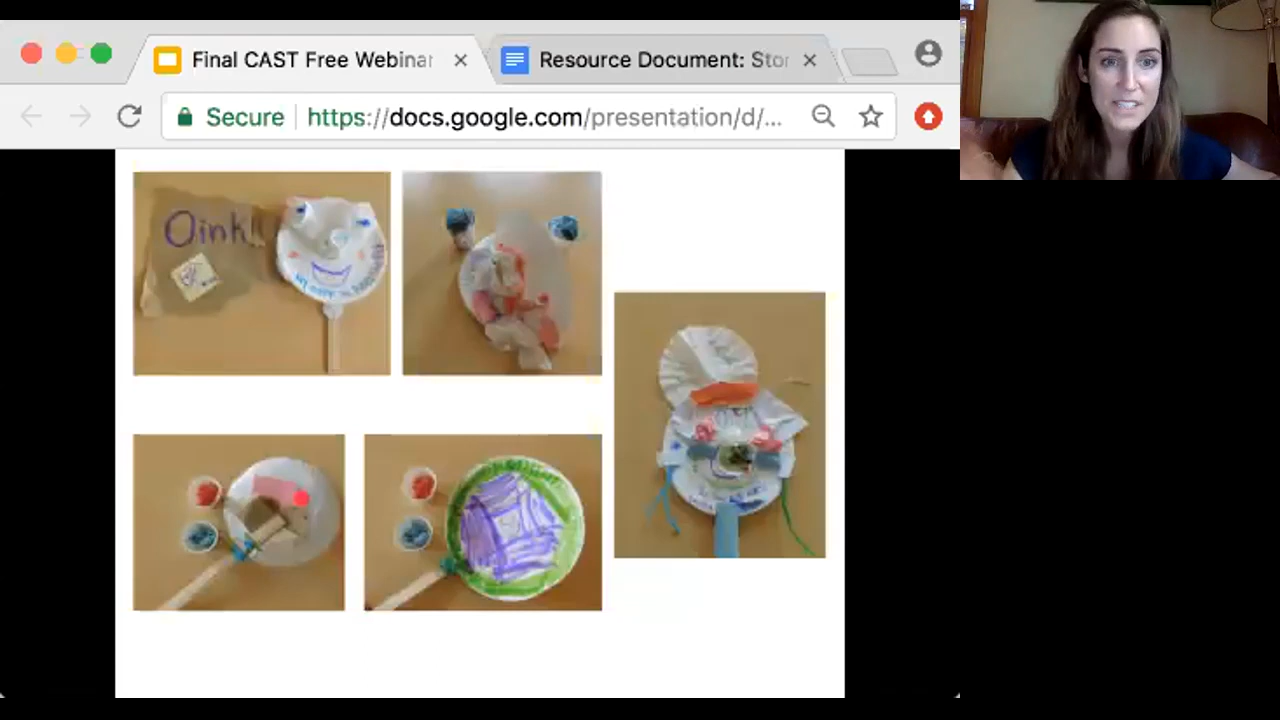 Final CAST Free Webinar
Resource Document: Stor
Secure
https://docs.google.com/presentation/d/...
Oink!